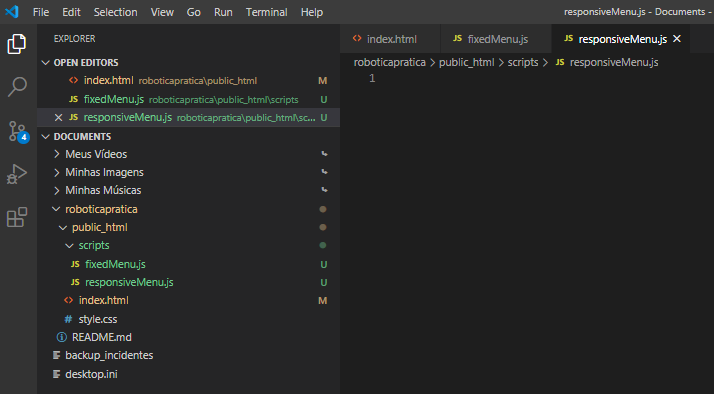 File Edit Selection View Go Run Terminal Help responsiveMenu.js - Documents -
EXPLORER
index.html fixedMenu.js responsiveMenu.js
OPEN EDITORS
roboticapratica > public_html > scripts > JS responsiveMenu.js
index.html roboticapratica\public_html M
1
JS fixedMenu.js roboticapratica\public_html\scripts U
JS responsiveMenu.js roboticapratica\public_html\sc... U
4
DOCUMENTS
Meus Vídeos
Minhas Imagens
Minhas Músicas
roboticapratica
public_html
scripts
JS fixedMenu.js U
JS responsiveMenu.js U
index.html M
# style.css
README.md
backup_incidentes
desktop.ini